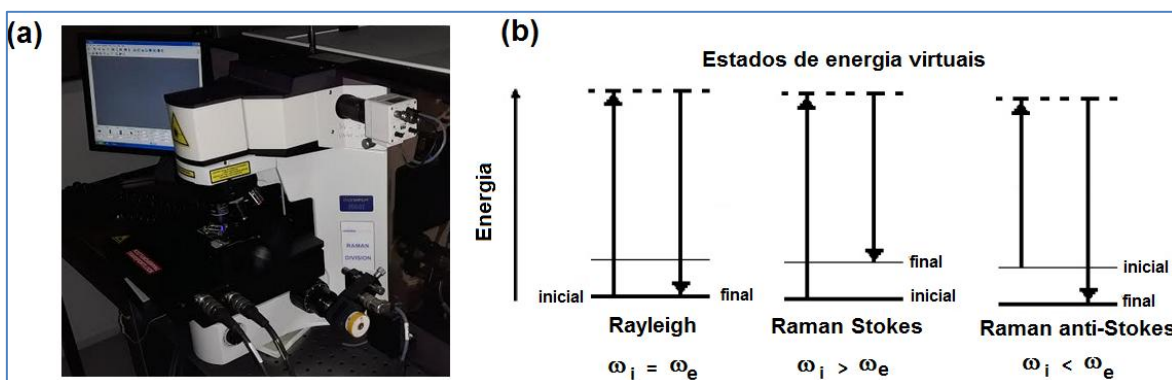 (a)
RAMAN
DIVISION
(b)
Estados de energia virtuais
Energia
inicial
final
Rayleigh
ωi = ωe
final
inicial
Raman Stokes
ωi > ωe
inicial
final
Raman anti-Stokes
ωi < ωe